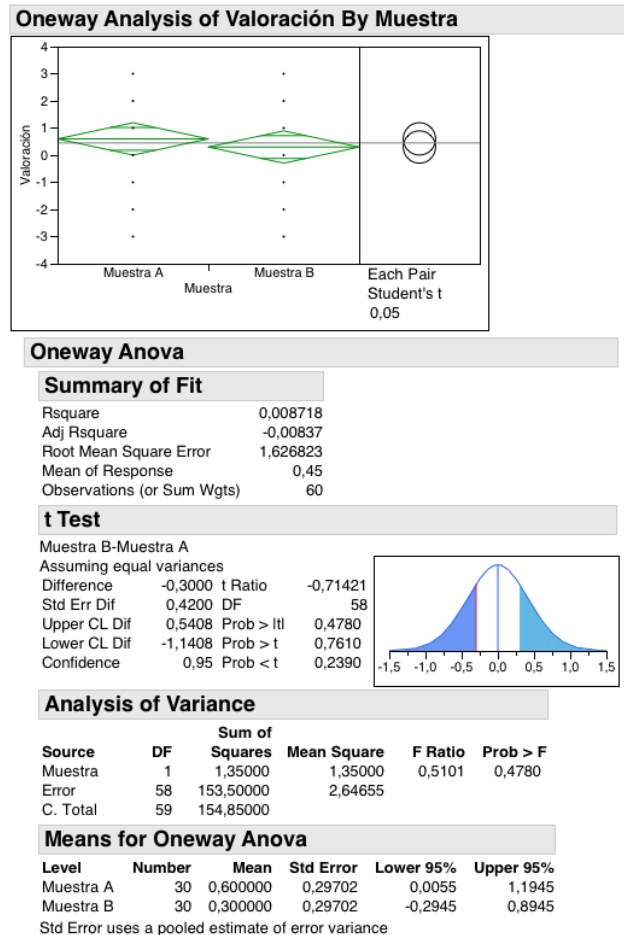 Oneway Analysis of Valoración By Muestra
4
3
2
1
0
-1
-2
-3
-4
Valoración
Muestra A Muestra B
Muestra
Each Pair
Student's t
0,05
Oneway Anova
Summary of Fit
Rsquare 0,008718
Adj Rsquare -0,00837
Root Mean Square Error 1,626823
Mean of Response 0,45
Observations (or Sum Wgts) 60
t Test
Muestra B-Muestra A
Assuming equal variances
Difference -0,3000 t Ratio -0,71421
Std Err Dif 0,4200 DF 58
Upper CL Dif 0,5408 Prob > ltl 0,4780
Lower CL Dif -1,1408 Prob > t 0,7610
Confidence 0,95 Prob < t 0,2390
-1,5 -1,0 -0,5 0,0 0,5 1,0 1,5
Analysis of Variance
Sum of
Source DF Squares Mean Square F Ratio Prob > F
Muestra 1 1,35000 1,35000 0,5101 0,4780
Error 58 153,50000 2,64655
C. Total 59 154,85000
Means for Oneway Anova
Level Number Mean Std Error Lower 95% Upper 95%
Muestra A 30 0,600000 0,29702 0,0055 1,1945
Muestra B 30 0,300000 0,29702 -0,2945 0,8945
Std Error uses a pooled estimate of error variance